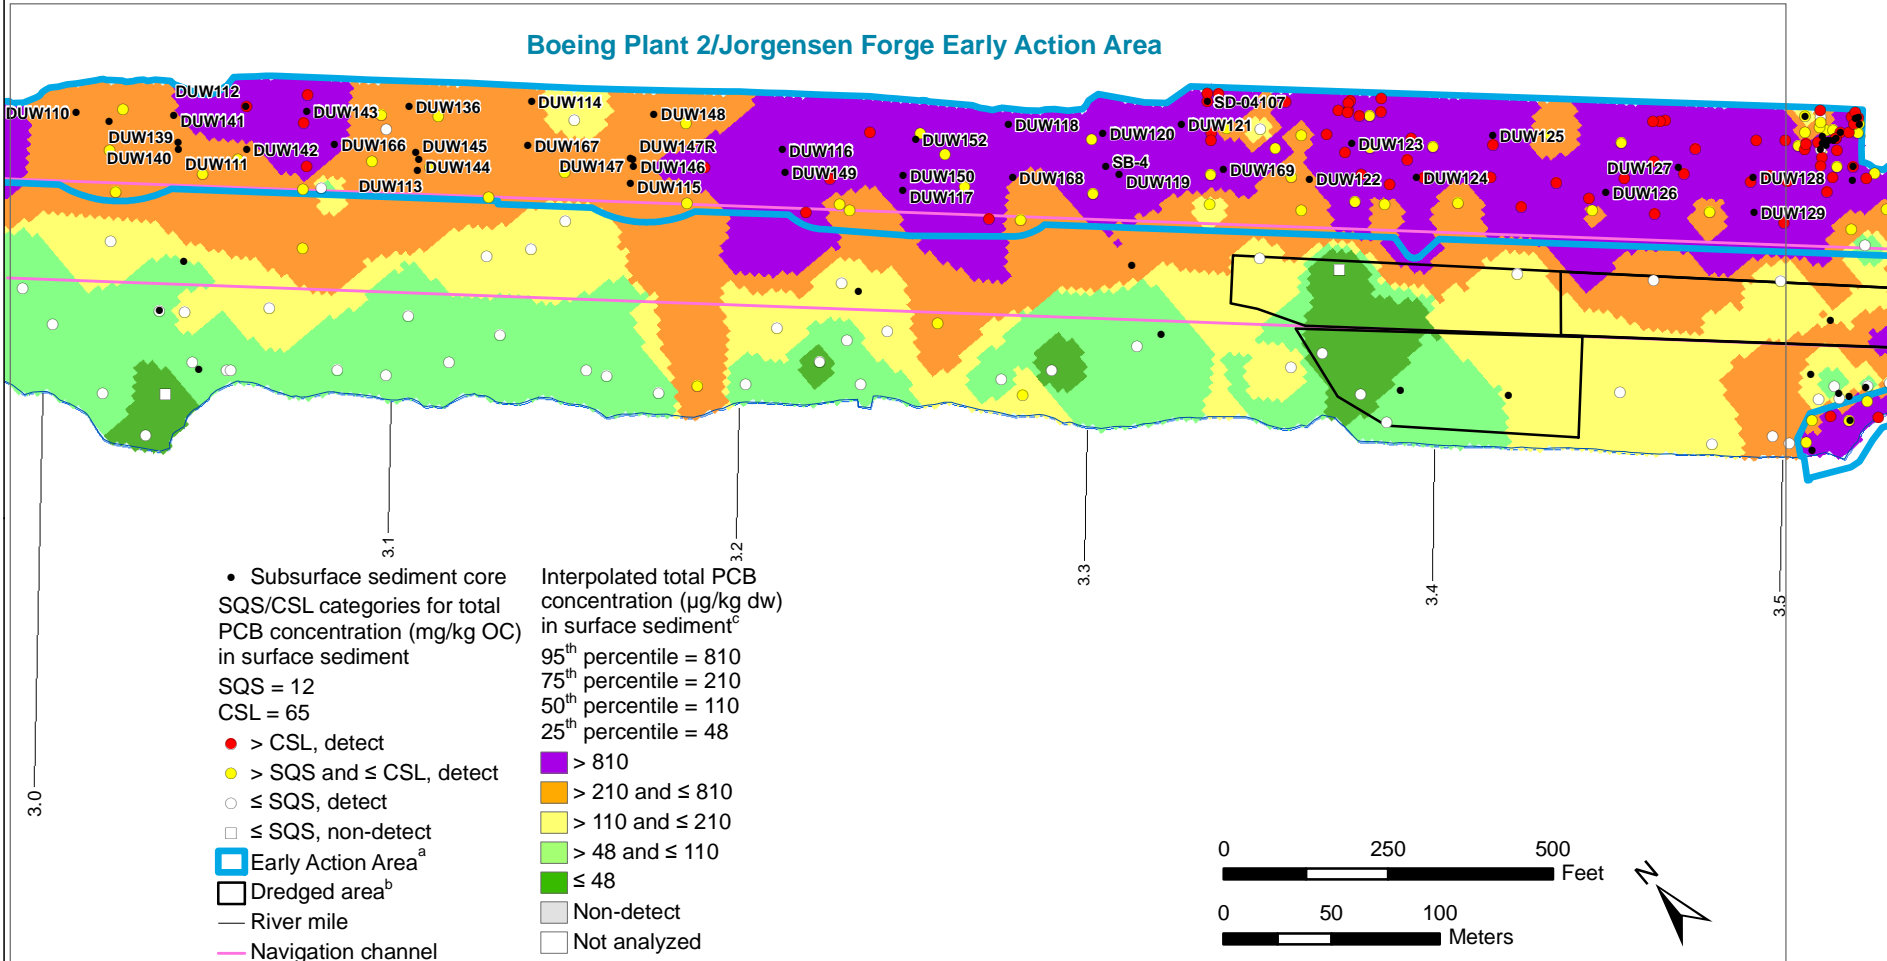 Boeing Plant 2/Jorgensen Forge Early Action Area
DUW112
DUW110
DUW141
DUW143
DUW136
DUW114
DUW148
DUW118
SD-04107
DUW139
DUW140
DUW111
DUW142
DUW166
DUW145
DUW144
DUW113
DUW167
DUW147R
DUW147
DUW146
DUW115
DUW116
DUW149
DUW152
DUW150
DUW117
DUW168
DUW120
DUW121
SB-4
DUW119
DUW169
DUW123
DUW122
DUW124
DUW125
DUW127
DUW126
DUW128
DUW129
3.0
3.1
3.2
3.3
3.4
3.5
Subsurface sediment core
SQS/CSL categories for total
PCB concentration (mg/kg OC)
in surface sediment
SQS = 12
CSL = 65
> CSL, detect
> SQS and ≤ CSL, detect
≤ SQS, detect
≤ SQS, non-detect
Early Action Area a
Dredged area b
River mile
Navigation channel
Interpolated total PCB
concentration (µg/kg dw)
in surface sediment c
95th percentile = 810
75th percentile = 210
50th percentile = 110
25th percentile = 48
> 810
> 210 and ≤ 810
> 110 and ≤ 210
> 48 and ≤ 110
≤ 48
Non-detect
Not analyzed
0 250 500
Feet
0 50 100
Meters
N